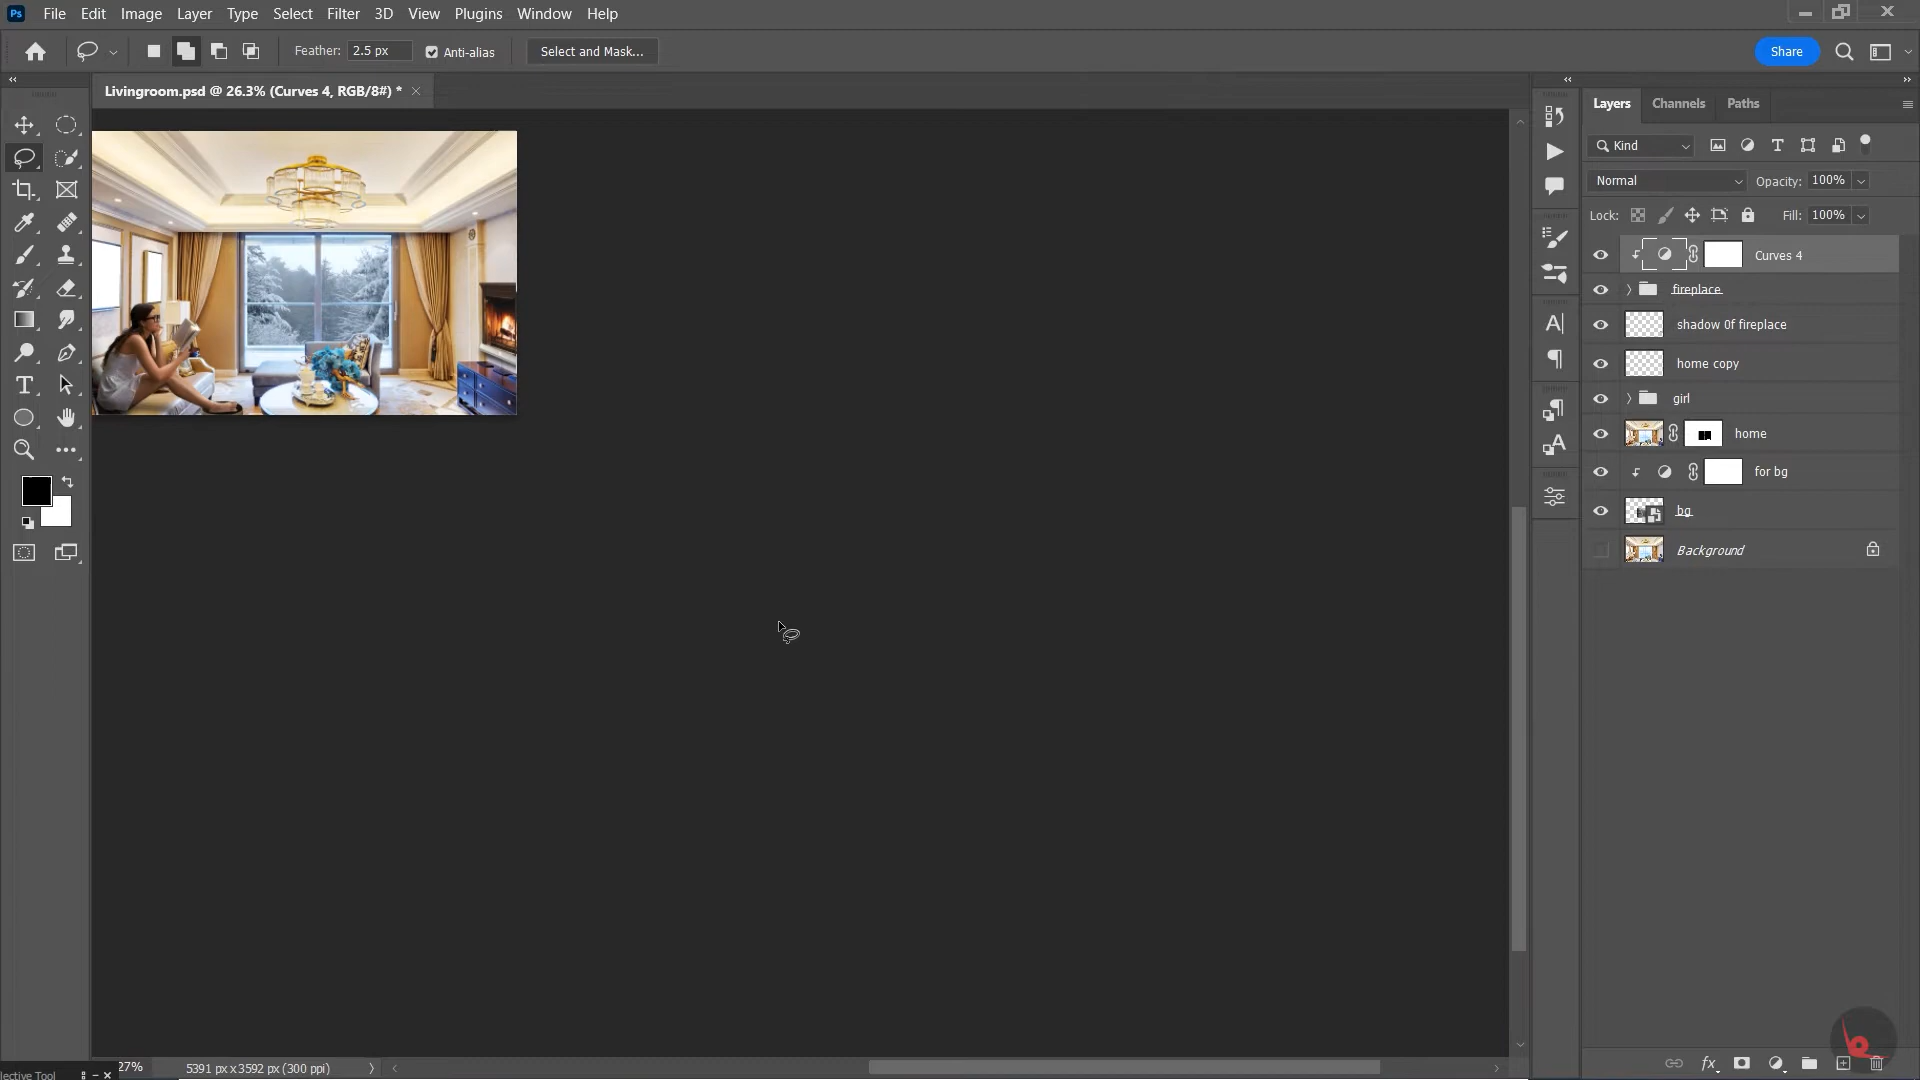 Ps File Edit Image Layer Type Select Filter 3D View Plugins Window Help
Feather: 2.5 px Anti-alias Select and Mask... Share
Livingroom.psd @ 26.3% (Curves 4, RGB/8#) *
Layers Channels Paths
Kind
Normal Opacity: 100%
Lock: Fill: 100%
Curves 4
fireplace
shadow 0f fireplace
home copy
girl
home
for bg
bg
Background
27% 5391 px x 3592 px (300 ppi)
lective Tool